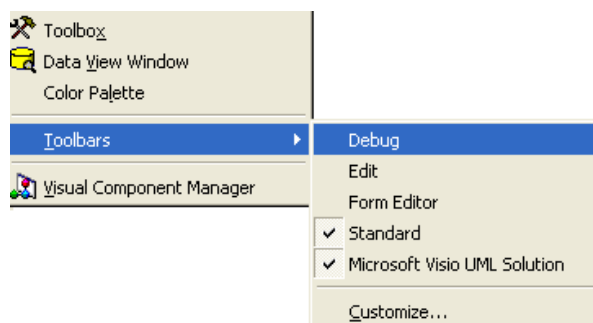 Toolbox
Data View Window
Color Palette
Toolbars
Visual Component Manager
Debug
Edit
Form Editor
Standard
Microsoft Visio UML Solution
Customize...